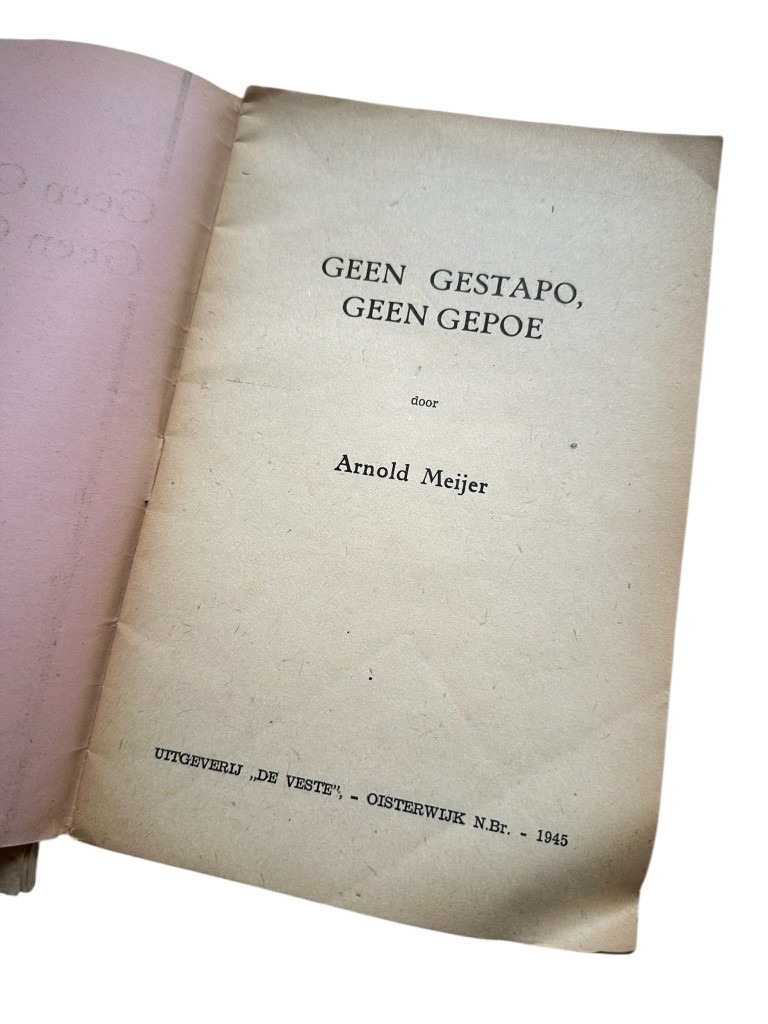 GEEN GESTAPO,
GEEN GEPOE
door
Arnold Meijer
UITGEVERIJ „DE VESTE”, - OISTERWIJK N.Br. - 1945